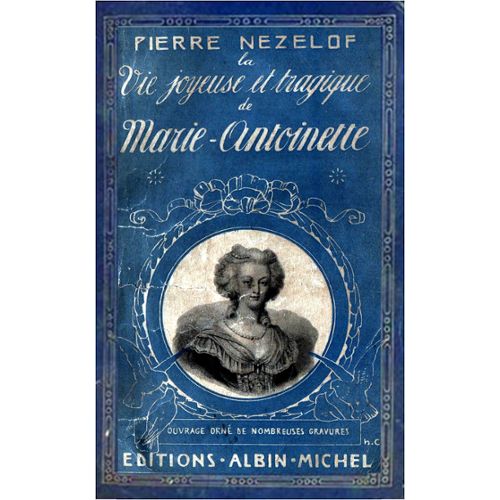 PIERRE NEZELOF
la
Vie joyeuse et tragique
de
Marie-Antoinette
OUVRAGE ORNÉ DE NOMBREUSES GRAVURES
h.C
EDITIONS·ALBIN·MICHEL